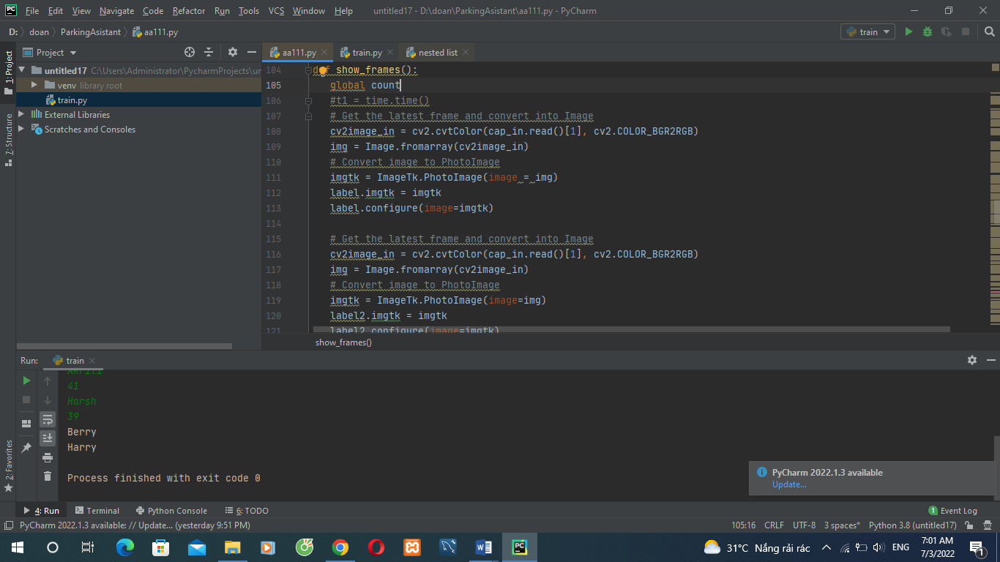 File Edit View Navigate Code Refactor Run Tools VCS Window Help untitled17 - D:\doan\ParkingAsistant\aa111.py - PyCharm
D: doan ParkingAsistant aa111.py train
1: Project
Project
aa111.py train.py nested list
untitled17 C:\Users\Administrator\PycharmProjects\un
venv library root
train.py
External Libraries
Scratches and Consoles
7: Structure
2: Favorites
104 def show_frames():
105 global count
106 #t1 = time.time()
107 # Get the latest frame and convert into Image
108 cv2image_in = cv2.cvtColor(cap_in.read()[1], cv2.COLOR_BGR2RGB)
109 img = Image.fromarray(cv2image_in)
110 # Convert image to PhotoImage
111 imgtk = ImageTk.PhotoImage(image = img)
112 label.imgtk = imgtk
113 label.configure(image=imgtk)
114
115 # Get the latest frame and convert into Image
116 cv2image_in = cv2.cvtColor(cap_in.read()[1], cv2.COLOR_BGR2RGB)
117 img = Image.fromarray(cv2image_in)
118 # Convert image to PhotoImage
119 imgtk = ImageTk.PhotoImage(image=img)
120 label2.imgtk = imgtk
121 label2.configure(image=imgtk)
show_frames()
Run: train
41
Harsh
39
Berry
Harry
Process finished with exit code 0
PyCharm 2022.1.3 available
Update...
4: Run Terminal Python Console 6: TODO 1 Event Log
PyCharm 2022.1.3 available: // Update... (yesterday 9:51 PM) 105:16 CRLF UTF-8 3 spaces* Python 3.8 (untitled17)
31°C Nắng rải rác ENG 7:01 AM
7/3/2022 1